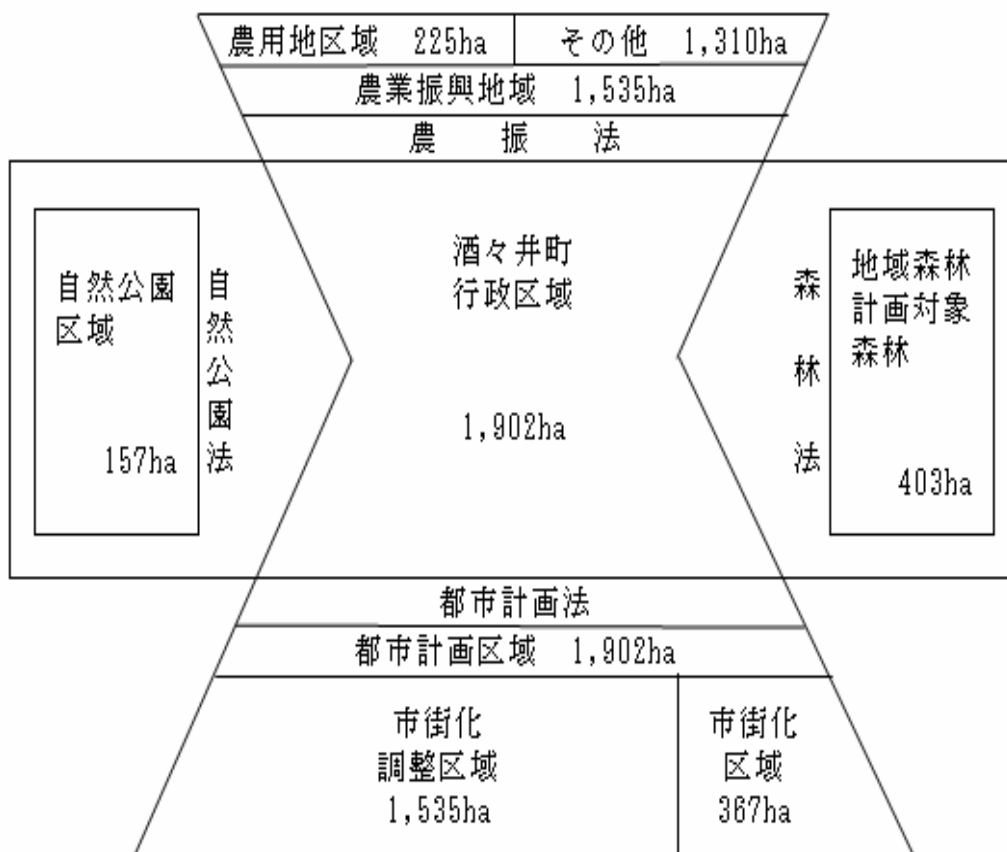 農用地区域 225ha
その他 1,310ha
農業振興地域 1,535ha
農振法
自然公園
区域
157ha
自然公園法
酒々井町
行政区域
1,902ha
森林法
地域森林
計画対象
森林
403ha
都市計画法
都市計画区域 1,902ha
市街化
調整区域
1,535ha
市街化
区域
367ha